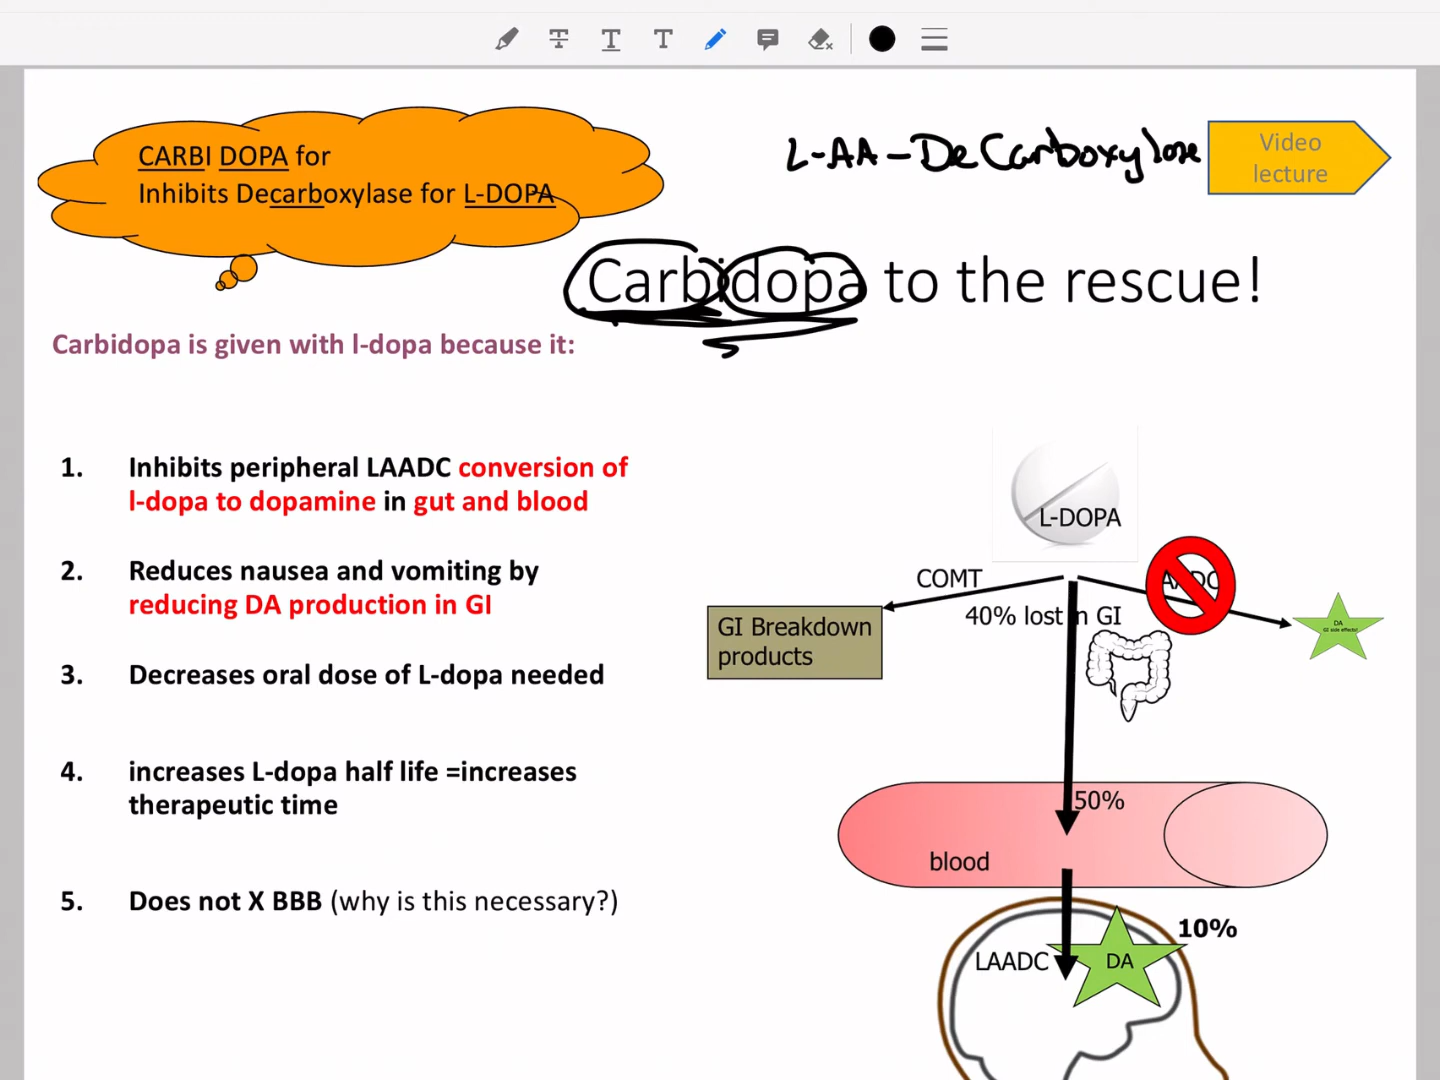 CARBI DOPA for
Inhibits Decarboxylase for L-DOPA
L-AA-DeCarboxylase
Video
lecture
Carbidopa to the rescue!
Carbidopa is given with l-dopa because it:
1. Inhibits peripheral LAADC conversion of
l-dopa to dopamine in gut and blood
2. Reduces nausea and vomiting by
reducing DA production in GI
3. Decreases oral dose of L-dopa needed
4. increases L-dopa half life =increases
therapeutic time
5. Does not X BBB (why is this necessary?)
L-DOPA
COMT
40% lost in GI
GI Breakdown
products
DA
50%
blood
10%
LAADC
DA